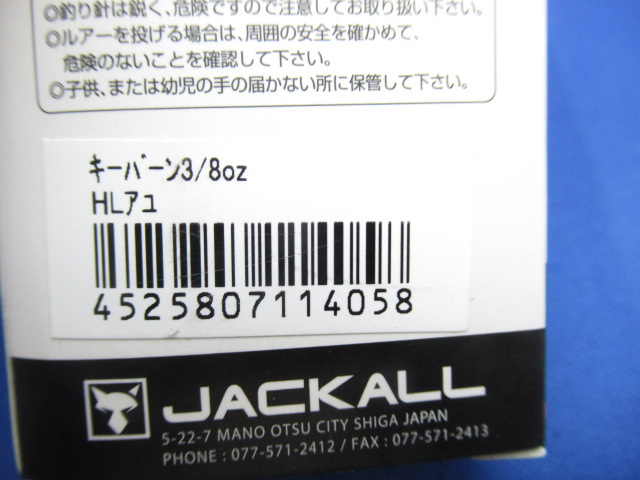 ◎釣り針は鋭く、危険ですので注意してお取り扱い下さい。
◎ルアーを投げる場合は、周囲の安全を確かめて、
危険のないことを確認して下さい。
◎子供、または幼児の手の届かない所に保管して下さい。
キーバーン3/8oz
HLアユ
4525807114058
JACKALL
5-22-7 MANO OTSU CITY SHIGA JAPAN
PHONE : 077-571-2412 / FAX : 077-571-2413